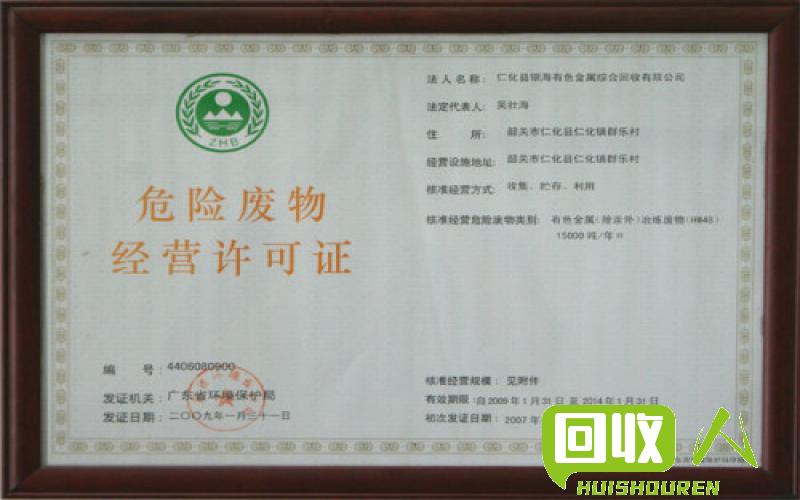 ZHB
危险废物
经营许可证
编 号：4406080900
发证机关：广东省环境保护局
发证日期：二〇〇九年一月三十一日
法人名称：仁化县银海有色金属综合回收有限公司
法定代表人：吴壮海
住 所：韶关市仁化县仁化镇群乐村
经营设施地址：韶关市仁化县仁化镇群乐村
核准经营方式：收集、贮存、利用
核准经营危险废物类别：有色金属(除汞外)冶炼废物(HW48)
15000 吨/年
核准经营规模：见附件
有效期限：自2009年1月31日至2014年1月31日
初次发证日期：2007年
回收人
HUISHOUREN